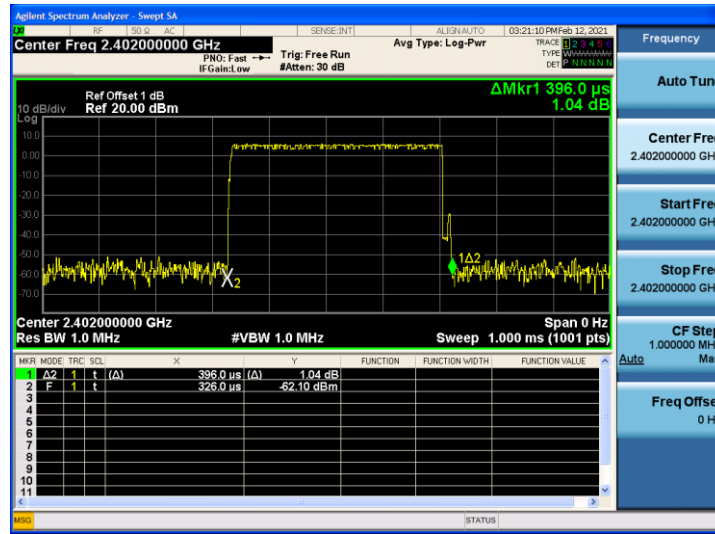 Agilent Spectrum Analyzer - Swept SA
RF 50 Ω AC SENSE:INT ALIGNAUTO 03:21:10 PMFeb 12, 2021
Center Freq 2.402000000 GHz
PNO: Fast
IFGain:Low
Trig: Free Run
#Atten: 30 dB
Avg Type: Log-Pwr
TRACE 1 2 3 4 5 6
TYPE
DET P N N N N N
Ref Offset 1 dB
Ref 20.00 dBm
10 dB/div
Log
ΔMkr1 396.0 µs
1.04 dB
10.0
0.00
-10.0
-20.0
-30.0
-40.0
-50.0
-60.0
-70.0
X2
1Δ2
Center 2.402000000 GHz
Res BW 1.0 MHz
#VBW 1.0 MHz
Span 0 Hz
Sweep 1.000 ms (1001 pts)
MKR MODE TRC SCL X Y FUNCTION FUNCTION WIDTH FUNCTION VALUE
1 Δ2 1 t (Δ) 396.0 µs (Δ) 1.04 dB
2 F 1 t 326.0 µs -62.10 dBm
3
4
5
6
7
8
9
10
11
MSG
STATUS
Frequency
Auto Tun
Center Fre
2.402000000 GH
Start Fre
2.402000000 GH
Stop Fre
2.402000000 GH
CF Ste
1.000000 MH
Auto Ma
Freq Offse
0 H